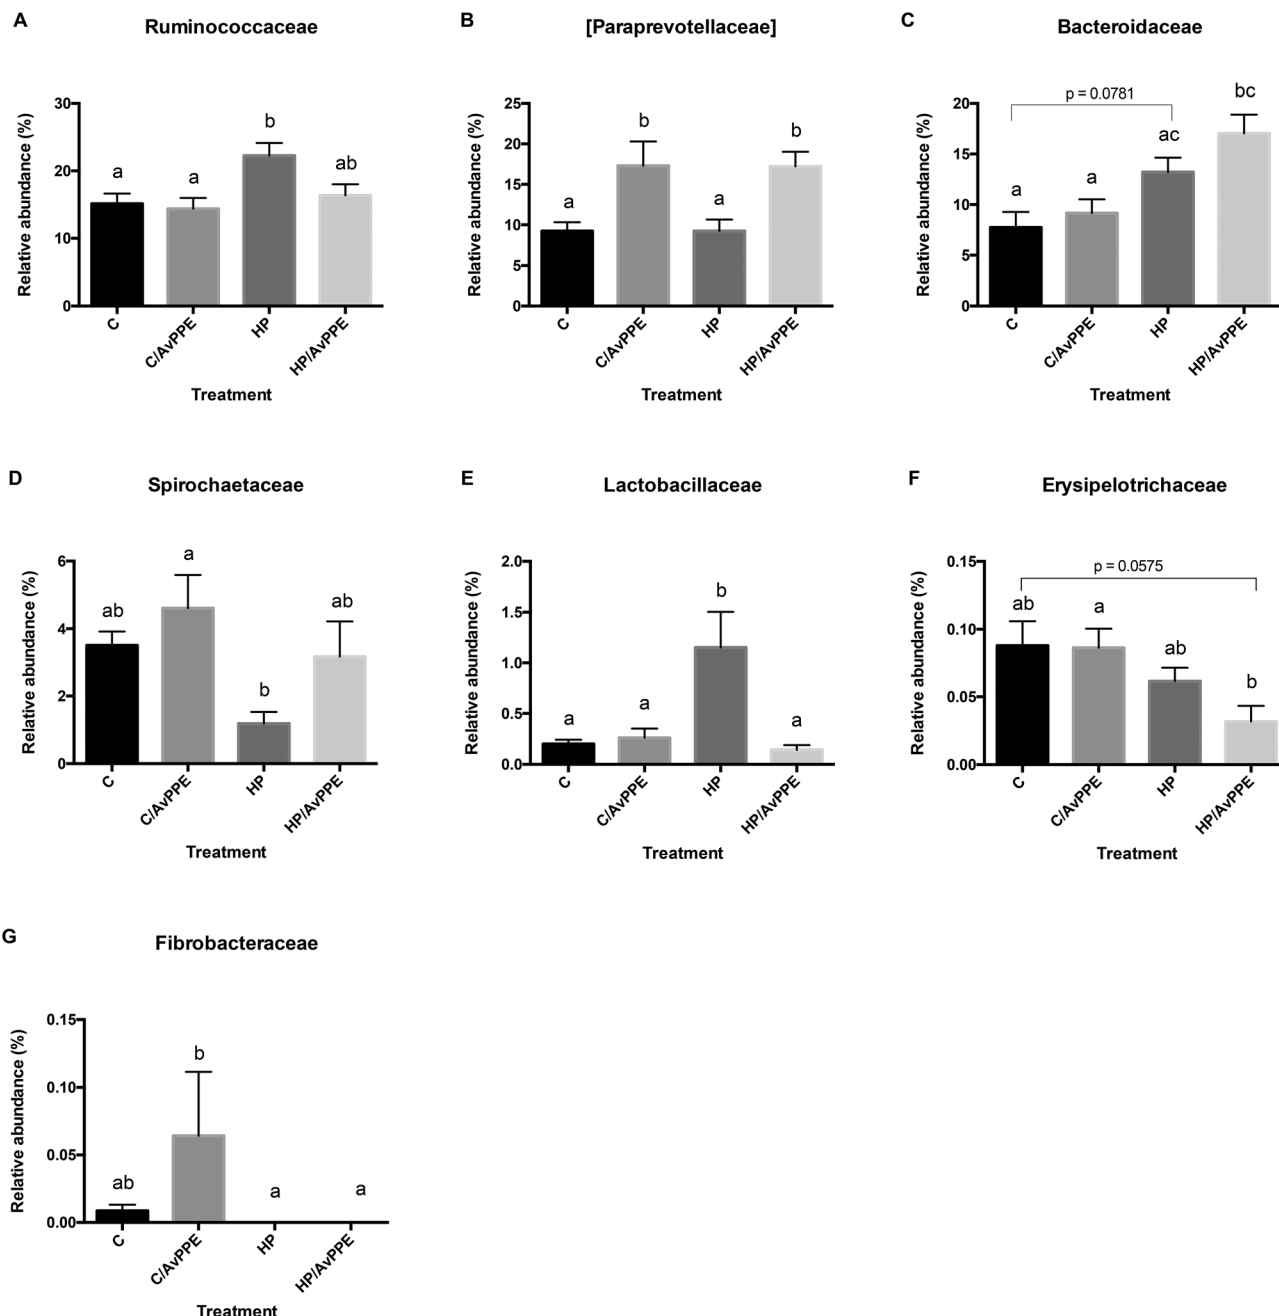 A
Ruminococcaceae
Relative abundance (%)
30
20
10
0
a
a
b
ab
C
C/AvPPE
HP
HP/AvPPE
Treatment
B
[Paraprevotellaceae]
Relative abundance (%)
25
20
15
10
5
0
a
b
a
b
C
C/AvPPE
HP
HP/AvPPE
Treatment
C
Bacteroidaceae
Relative abundance (%)
20
15
10
5
0
p = 0.0781
a
a
ac
bc
C
C/AvPPE
HP
HP/AvPPE
Treatment
D
Spirochaetaceae
Relative abundance (%)
6
4
2
0
ab
a
b
ab
C
C/AvPPE
HP
HP/AvPPE
Treatment
E
Lactobacillaceae
Relative abundance (%)
2.0
1.5
1.0
0.5
0.0
a
a
b
a
C
C/AvPPE
HP
HP/AvPPE
Treatment
F
Erysipelotrichaceae
Relative abundance (%)
0.15
0.10
0.05
0.00
p = 0.0575
ab
a
ab
b
C
C/AvPPE
HP
HP/AvPPE
Treatment
G
Fibrobacteraceae
Relative abundance (%)
0.15
0.10
0.05
0.00
ab
b
a
a
C
C/AvPPE
HP
HP/AvPPE
Treatment